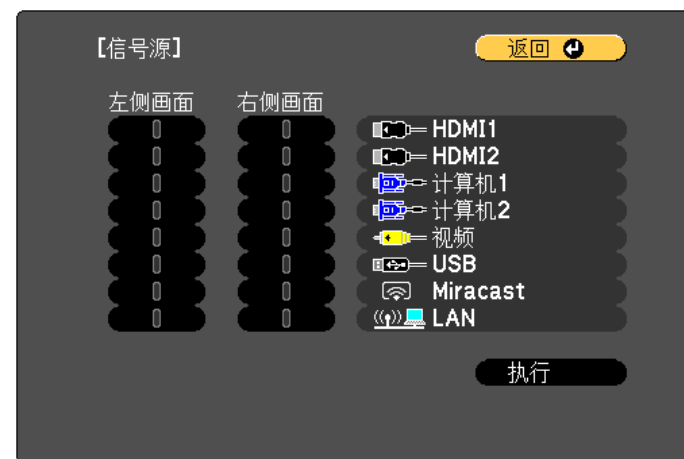 【信号源】
返回
左侧画面 右侧画面
HDMI1
HDMI2
计算机1
计算机2
视频
USB
Miracast
LAN
执行